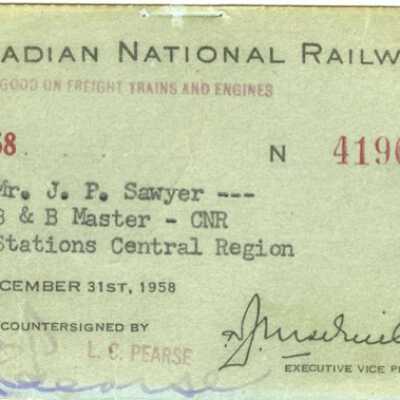 ADIAN NATIONAL RAILW
GOOD ON FREIGHT TRAINS AND ENGINES
58 N 4190
Mr. J. P. Sawyer ---
B & B Master - CNR
Stations Central Region
CEMBER 31ST, 1958
COUNTERSIGNED BY
L. C. PEARSE
EXECUTIVE VICE P